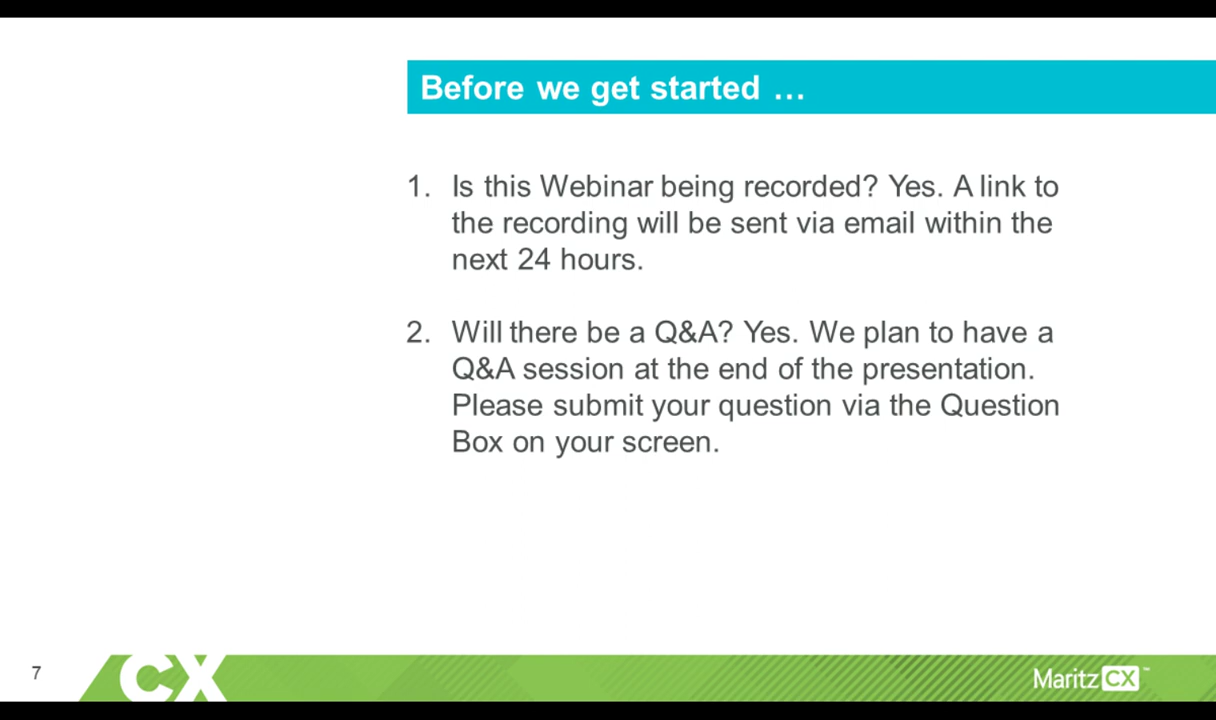 Before we get started …
1. Is this Webinar being recorded? Yes. A link to
the recording will be sent via email within the
next 24 hours.
2. Will there be a Q&A? Yes. We plan to have a
Q&A session at the end of the presentation.
Please submit your question via the Question
Box on your screen.
7
CX
MaritzCX™